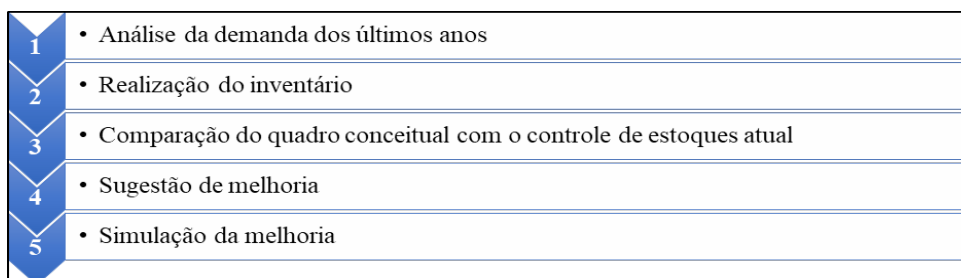 1 • Análise da demanda dos últimos anos
2 • Realização do inventário
3 • Comparação do quadro conceitual com o controle de estoques atual
4 • Sugestão de melhoria
5 • Simulação da melhoria